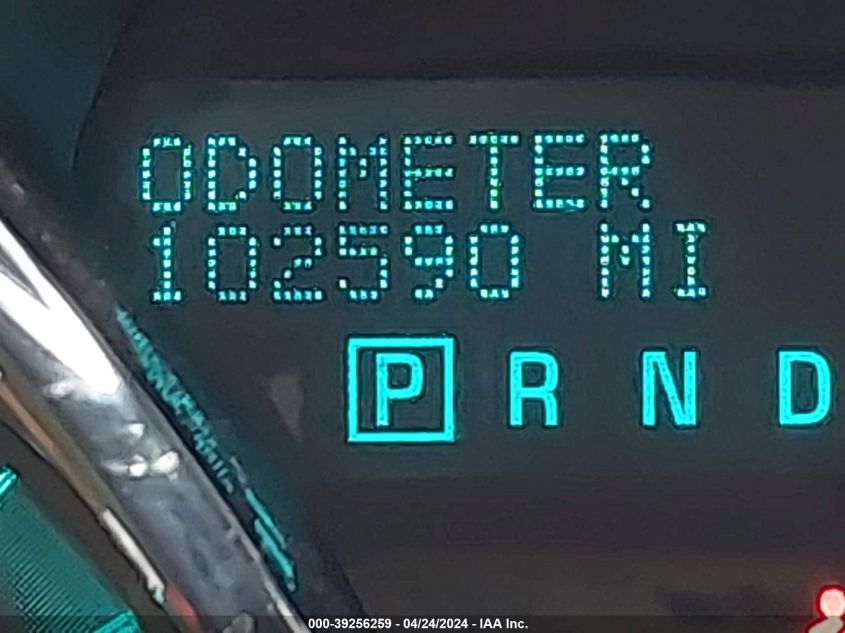 ODOMETER
102590 MI
P R N D
000-39256259 - 04/24/2024 - IAA Inc.